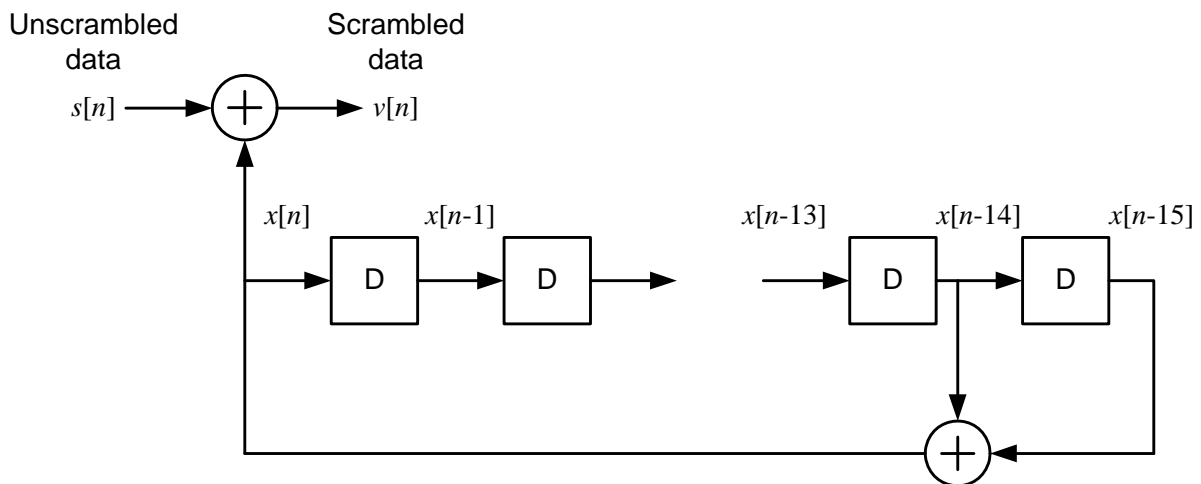 Unscrambled data
Scrambled data
s[n]
v[n]
x[n]
x[n-1]
x[n-13]
x[n-14]
x[n-15]
D
D
D
D